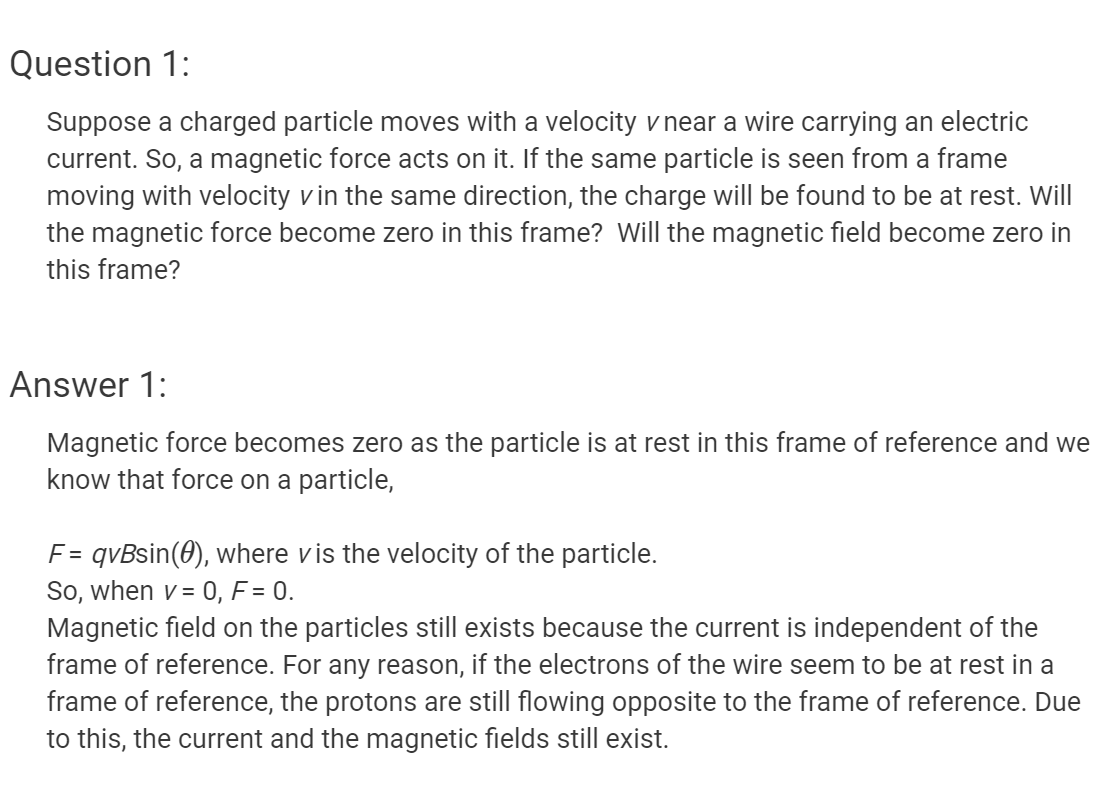 Question 1:
Suppose a charged particle moves with a velocity v near a wire carrying an electric
current. So, a magnetic force acts on it. If the same particle is seen from a frame
moving with velocity v in the same direction, the charge will be found to be at rest. Will
the magnetic force become zero in this frame?  Will the magnetic field become zero in
this frame?
Answer 1:
Magnetic force becomes zero as the particle is at rest in this frame of reference and we
know that force on a particle,
F = qvBsin(θ), where v is the velocity of the particle.
So, when v = 0, F = 0.
Magnetic field on the particles still exists because the current is independent of the
frame of reference. For any reason, if the electrons of the wire seem to be at rest in a
frame of reference, the protons are still flowing opposite to the frame of reference. Due
to this, the current and the magnetic fields still exist.